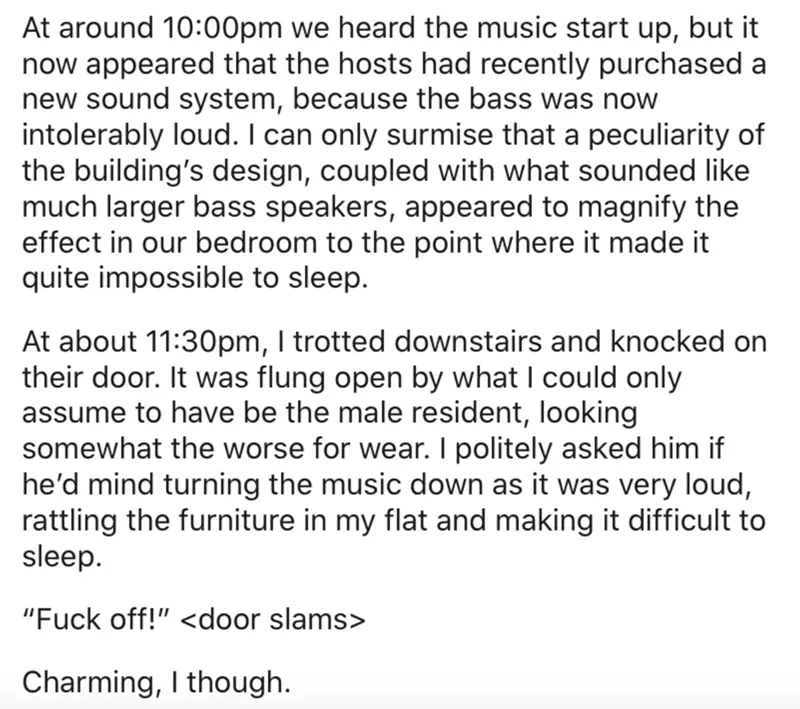 At around 10:00pm we heard the music start up, but it
now appeared that the hosts had recently purchased a
new sound system, because the bass was now
intolerably loud. I can only surmise that a peculiarity of
the building’s design, coupled with what sounded like
much larger bass speakers, appeared to magnify the
effect in our bedroom to the point where it made it
quite impossible to sleep.
At about 11:30pm, I trotted downstairs and knocked on
their door. It was flung open by what I could only
assume to have be the male resident, looking
somewhat the worse for wear. I politely asked him if
he’d mind turning the music down as it was very loud,
rattling the furniture in my flat and making it difficult to
sleep.
“Fuck off!” <door slams>
Charming, I though.